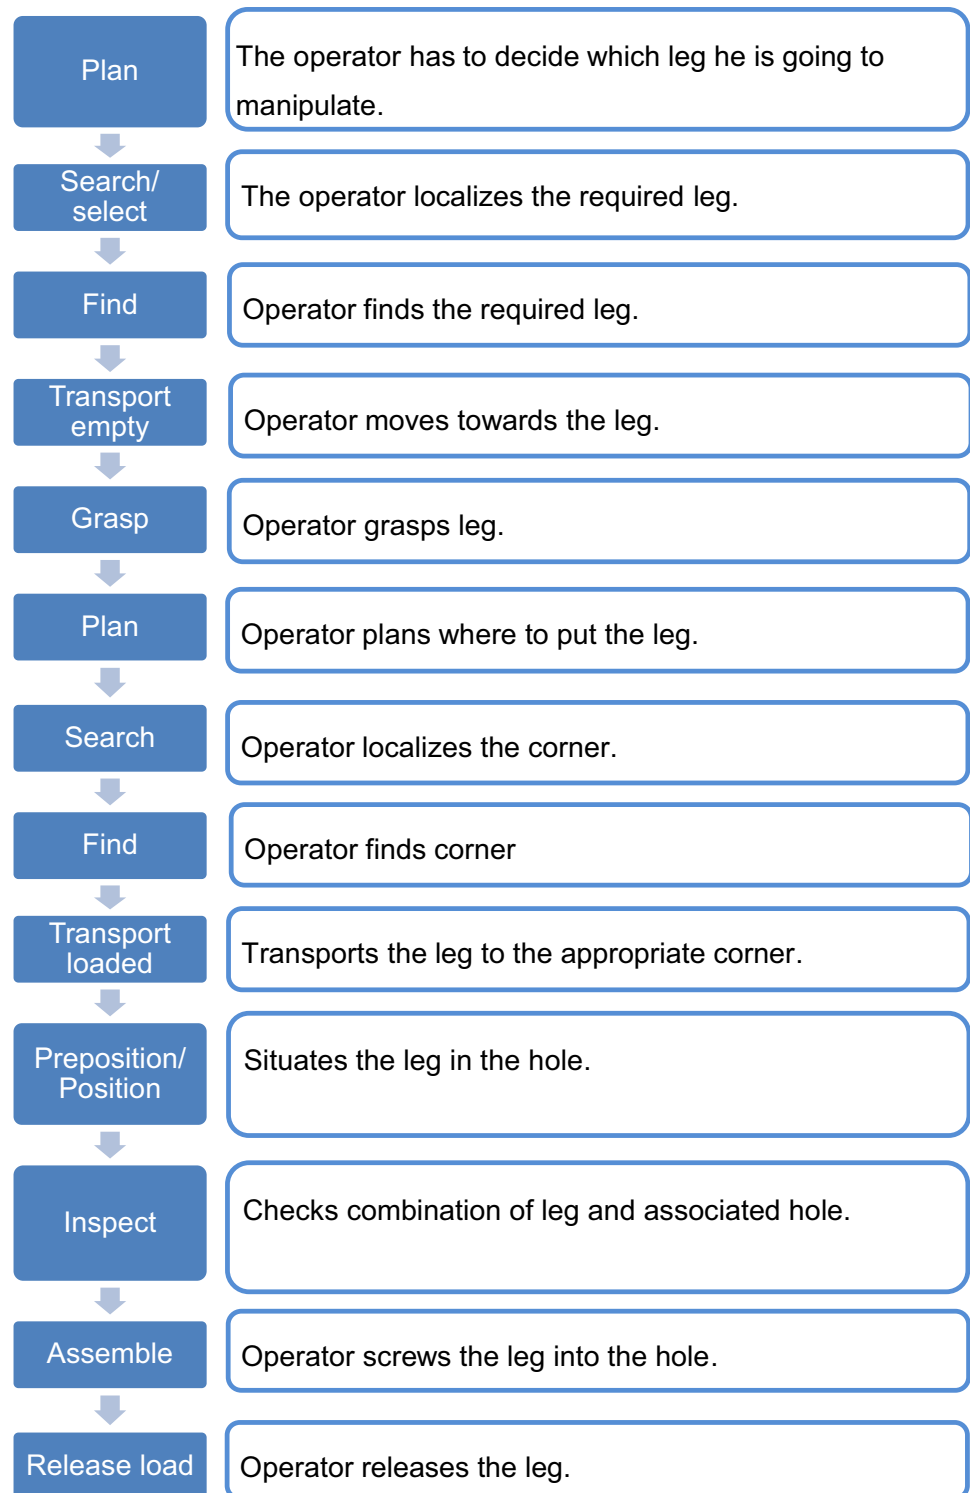 Plan
The operator has to decide which leg he is going to
manipulate.
Search/
select
The operator localizes the required leg.
Find
Operator finds the required leg.
Transport
empty
Operator moves towards the leg.
Grasp
Operator grasps leg.
Plan
Operator plans where to put the leg.
Search
Operator localizes the corner.
Find
Operator finds corner
Transport
loaded
Transports the leg to the appropriate corner.
Preposition/
Position
Situates the leg in the hole.
Inspect
Checks combination of leg and associated hole.
Assemble
Operator screws the leg into the hole.
Release load
Operator releases the leg.